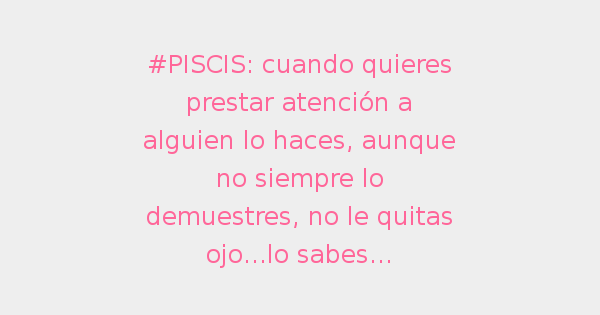 #PISCIS: cuando quieres
prestar atención a
alguien lo haces, aunque
no siempre lo
demuestres, no le quitas
ojo...lo sabes...